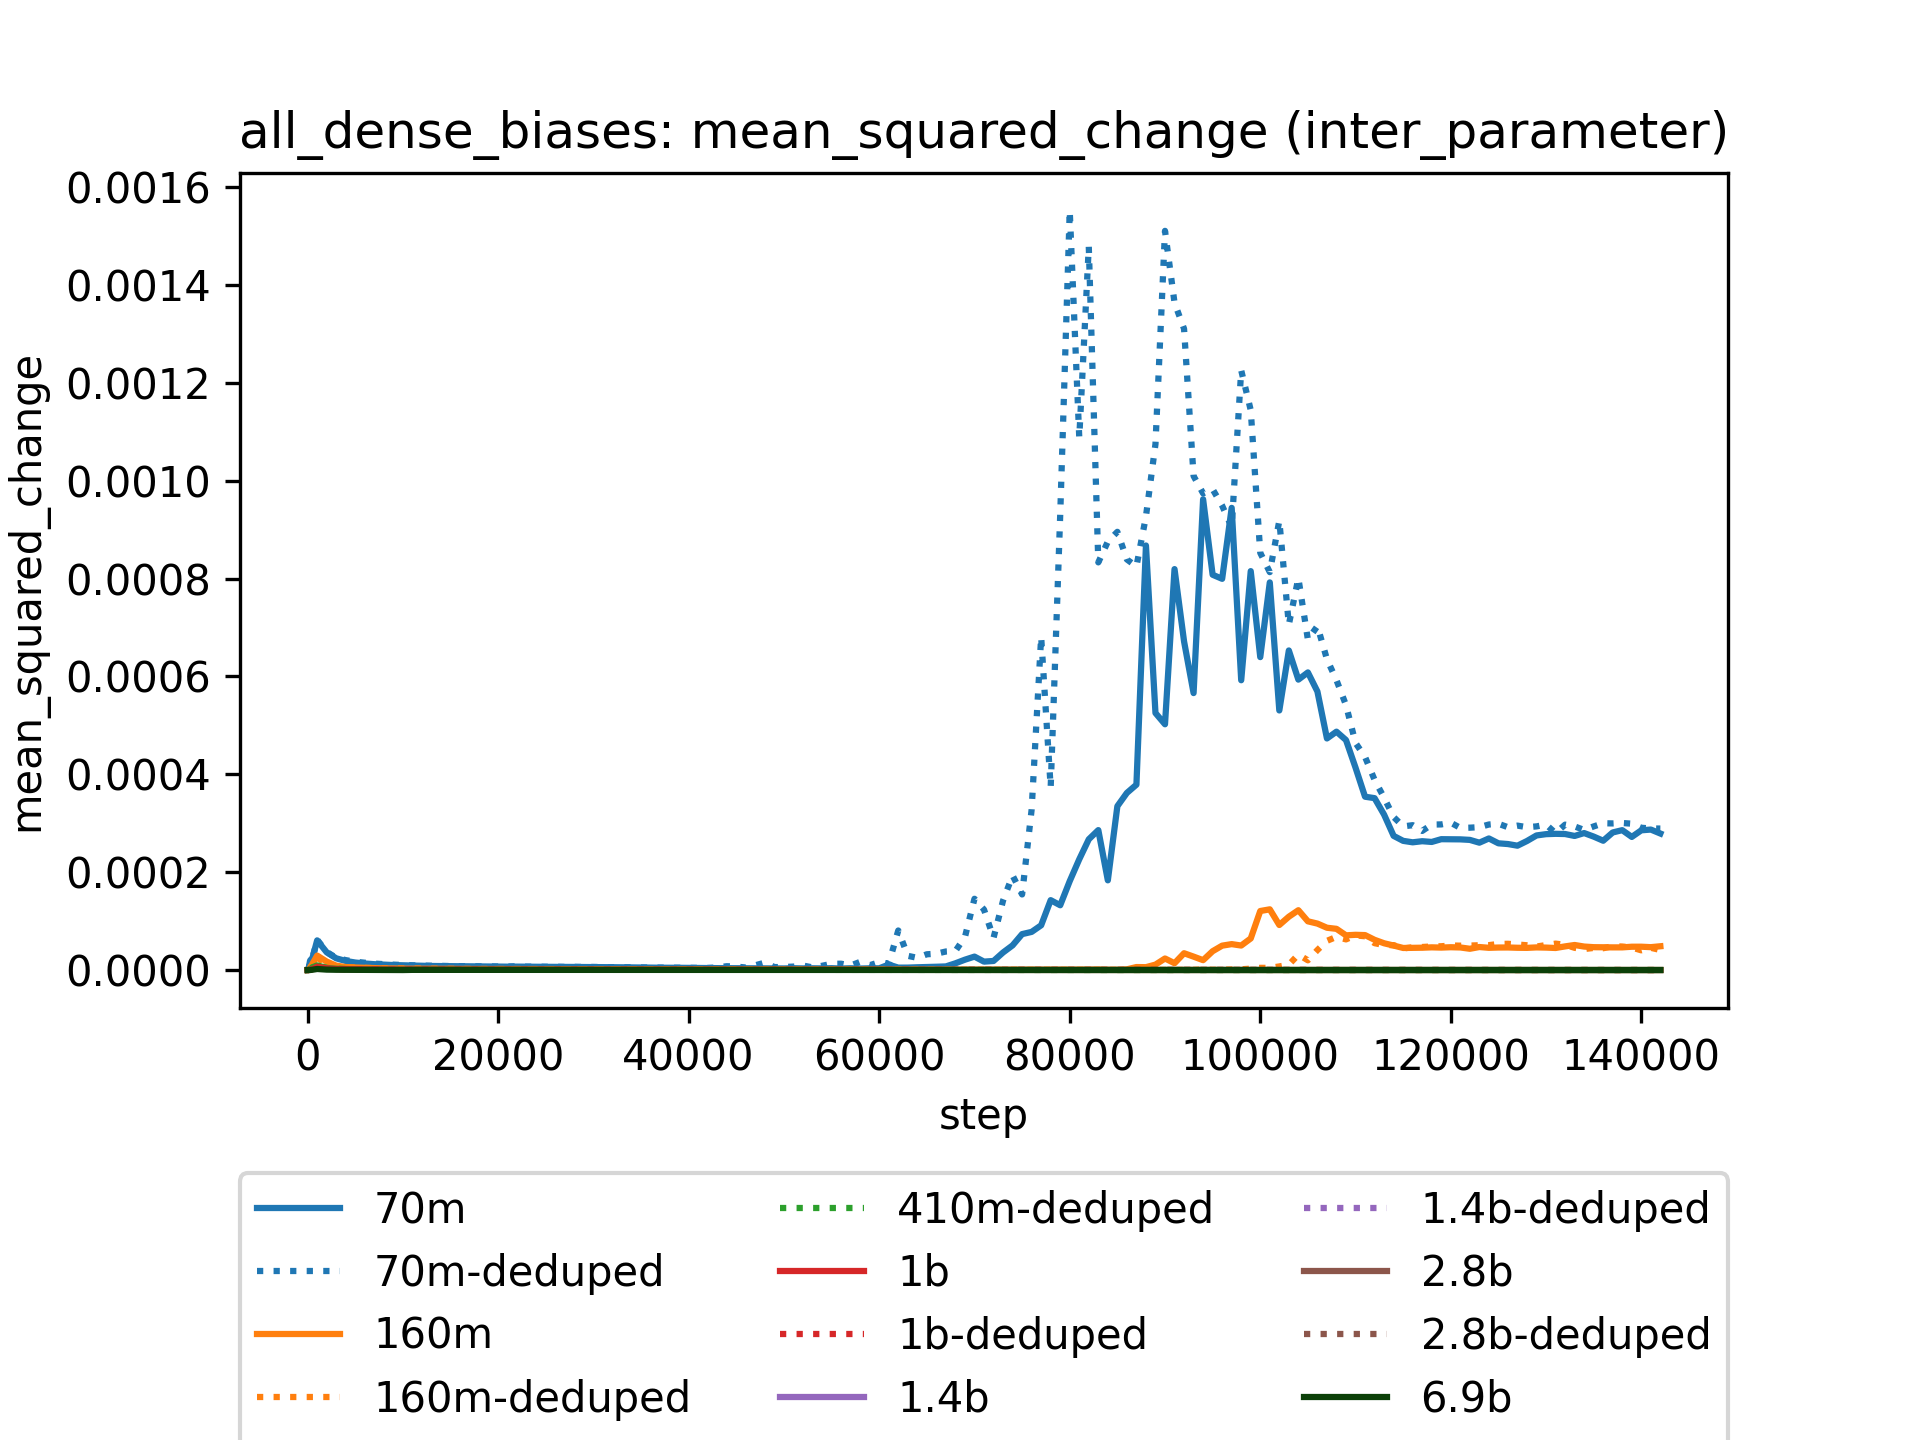 all_dense_biases: mean_squared_change (inter_parameter)
0.0016
0.0014
0.0012
0.0010
0.0008
0.0006
0.0004
0.0002
0.0000
mean_squared_change
0 20000 40000 60000 80000 100000 120000 140000
step
70m
70m-deduped
160m
160m-deduped
410m-deduped
1b
1b-deduped
1.4b
1.4b-deduped
2.8b
2.8b-deduped
6.9b